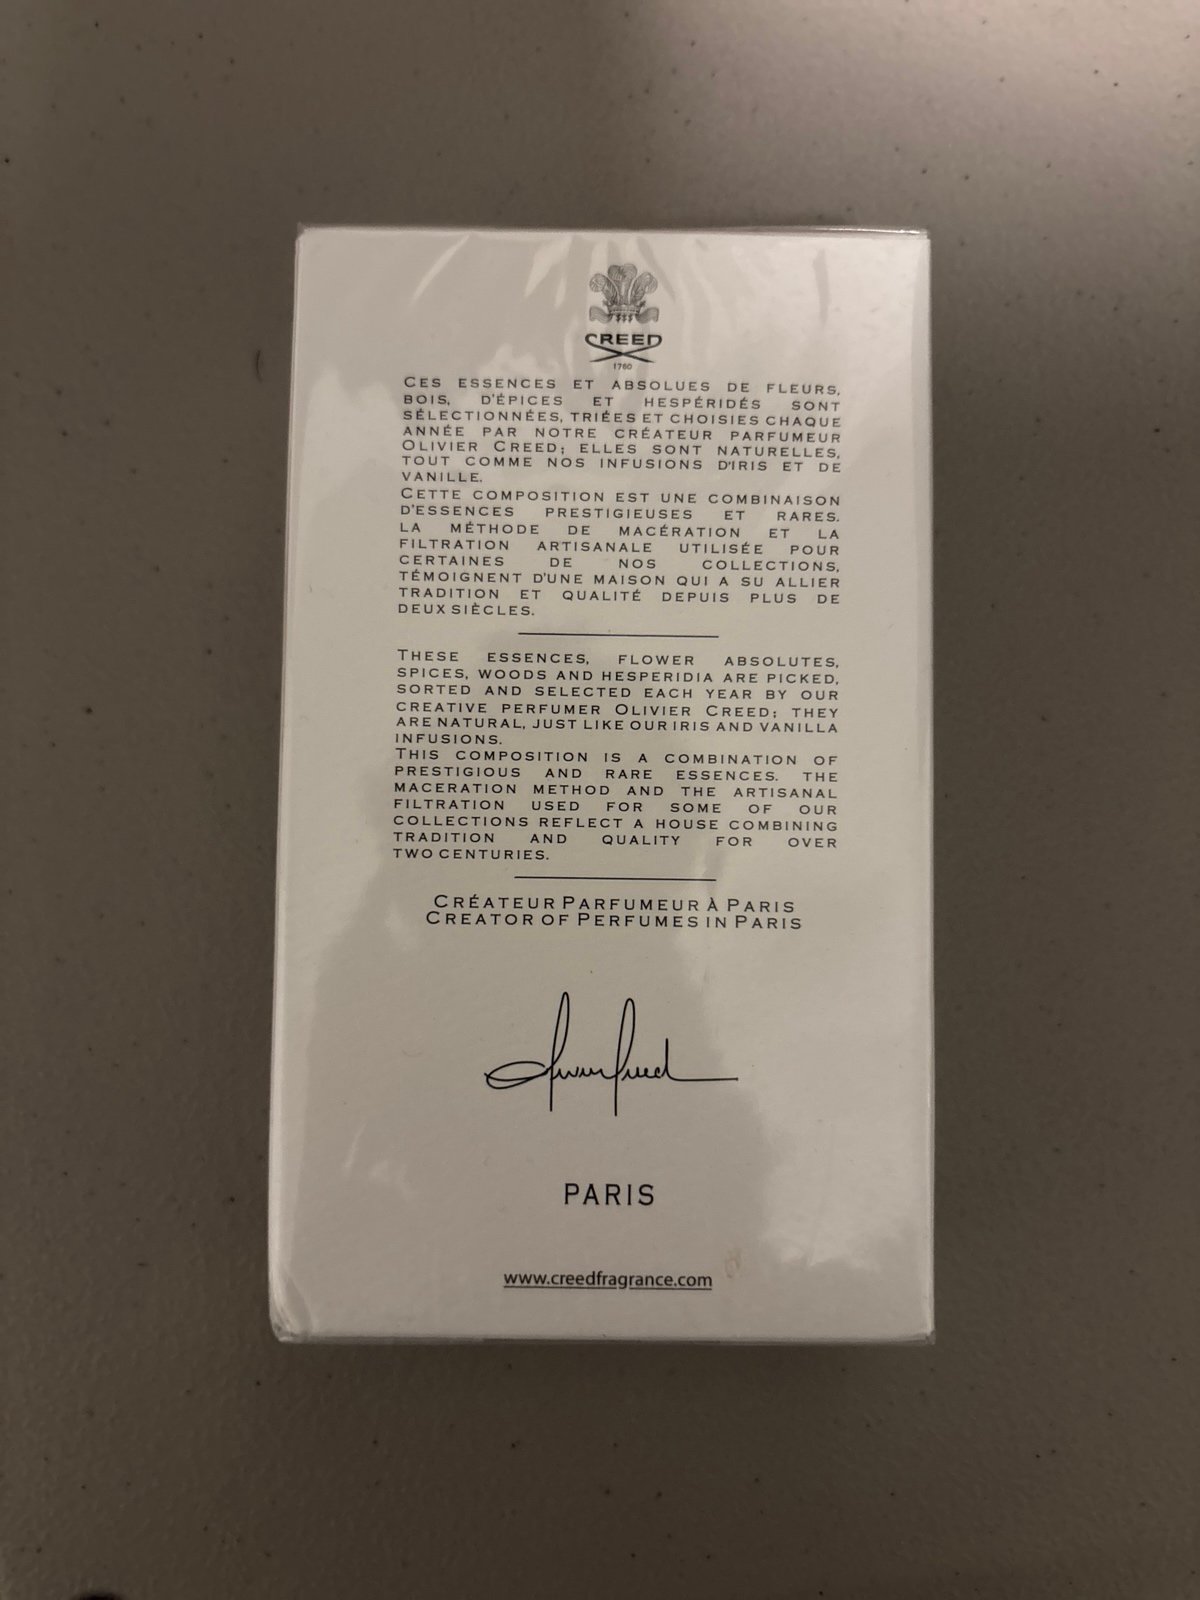 CREED
1760
CES ESSENCES ET ABSOLUES DE FLEURS,
BOIS, D'ÉPICES ET HESPÉRIDÉS SONT
SÉLECTIONNÉES, TRIÉES ET CHOISIES CHAQUE
ANNÉE PAR NOTRE CRÉATEUR PARFUMEUR
OLIVIER CREED; ELLES SONT NATURELLES,
TOUT COMME NOS INFUSIONS D'IRIS ET DE
VANILLE.
CETTE COMPOSITION EST UNE COMBINAISON
D'ESSENCES PRESTIGIEUSES ET RARES.
LA MÉTHODE DE MACÉRATION ET LA
FILTRATION ARTISANALE UTILISÉE POUR
CERTAINES DE NOS COLLECTIONS,
TÉMOIGNENT D'UNE MAISON QUI A SU ALLIER
TRADITION ET QUALITÉ DEPUIS PLUS DE
DEUX SIÈCLES.
THESE ESSENCES, FLOWER ABSOLUTES,
SPICES, WOODS AND HESPERIDIA ARE PICKED,
SORTED AND SELECTED EACH YEAR BY OUR
CREATIVE PERFUMER OLIVIER CREED; THEY
ARE NATURAL, JUST LIKE OUR IRIS AND VANILLA
INFUSIONS.
THIS COMPOSITION IS A COMBINATION OF
PRESTIGIOUS AND RARE ESSENCES. THE
MACERATION METHOD AND THE ARTISANAL
FILTRATION USED FOR SOME OF OUR
COLLECTIONS REFLECT A HOUSE COMBINING
TRADITION AND QUALITY FOR OVER
TWO CENTURIES.
CRÉATEUR PARFUMEUR À PARIS
CREATOR OF PERFUMES IN PARIS
Olivier Creed
PARIS
www.creedfragrance.com